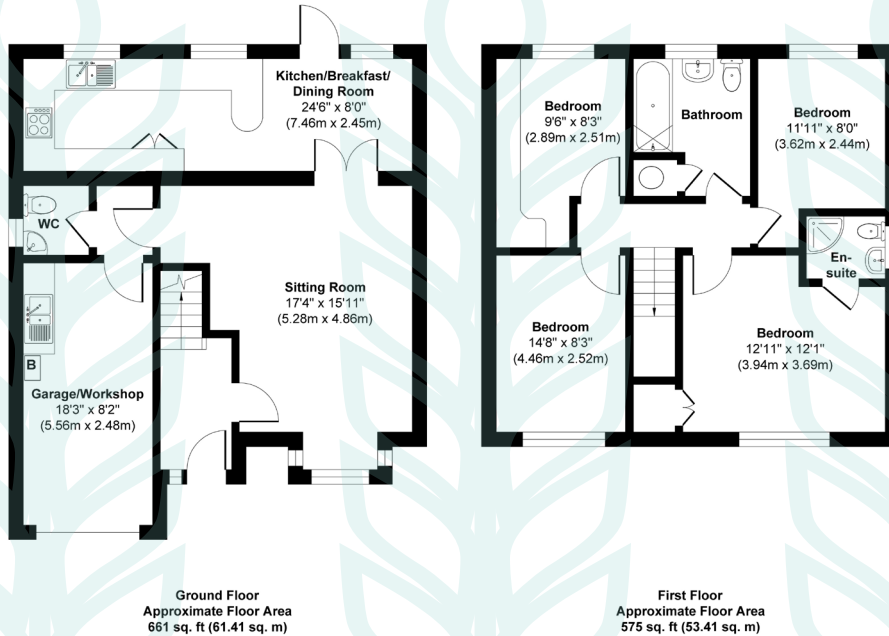 Kitchen/Breakfast/
Dining Room
24'6" x 8'0"
(7.46m x 2.45m)
WC
Sitting Room
17'4" x 15'11"
(5.28m x 4.86m)
B
Garage/Workshop
18'3" x 8'2"
(5.56m x 2.48m)
Ground Floor
Approximate Floor Area
661 sq. ft (61.41 sq. m)
Bedroom
9'6" x 8'3"
(2.89m x 2.51m)
Bathroom
Bedroom
11'11" x 8'0"
(3.62m x 2.44m)
En-
suite
Bedroom
14'8" x 8'3"
(4.46m x 2.52m)
Bedroom
12'11" x 12'1"
(3.94m x 3.69m)
First Floor
Approximate Floor Area
575 sq. ft (53.41 sq. m)